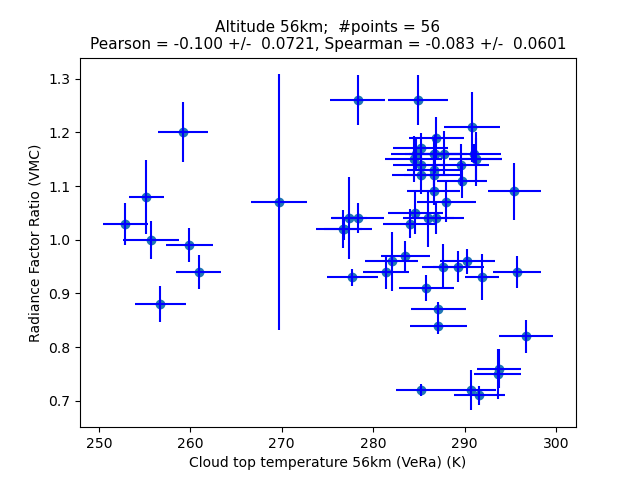 Altitude 56km;  #points = 56
Pearson = -0.100 +/-  0.0721, Spearman = -0.083 +/-  0.0601
Radiance Factor Ratio (VMC)
1.3
1.2
1.1
1.0
0.9
0.8
0.7
250 260 270 280 290 300
Cloud top temperature 56km (VeRa) (K)